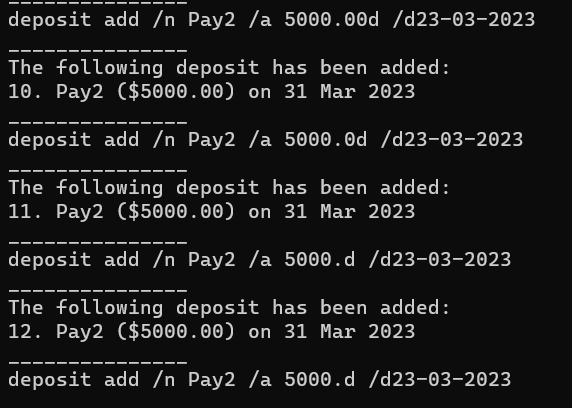 _______________
deposit add /n Pay2 /a 5000.00d /d23-03-2023
_______________
The following deposit has been added:
10. Pay2 ($5000.00) on 31 Mar 2023
_______________
deposit add /n Pay2 /a 5000.0d /d23-03-2023
_______________
The following deposit has been added:
11. Pay2 ($5000.00) on 31 Mar 2023
_______________
deposit add /n Pay2 /a 5000.d /d23-03-2023
_______________
The following deposit has been added:
12. Pay2 ($5000.00) on 31 Mar 2023
_______________
deposit add /n Pay2 /a 5000.d /d23-03-2023